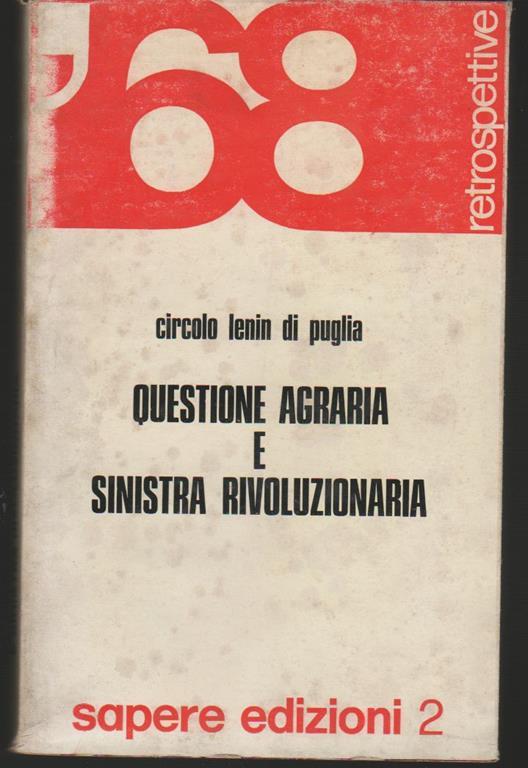 '68
retrospettive
circolo lenin di puglia
QUESTIONE AGRARIA
E
SINISTRA RIVOLUZIONARIA
sapere edizioni 2